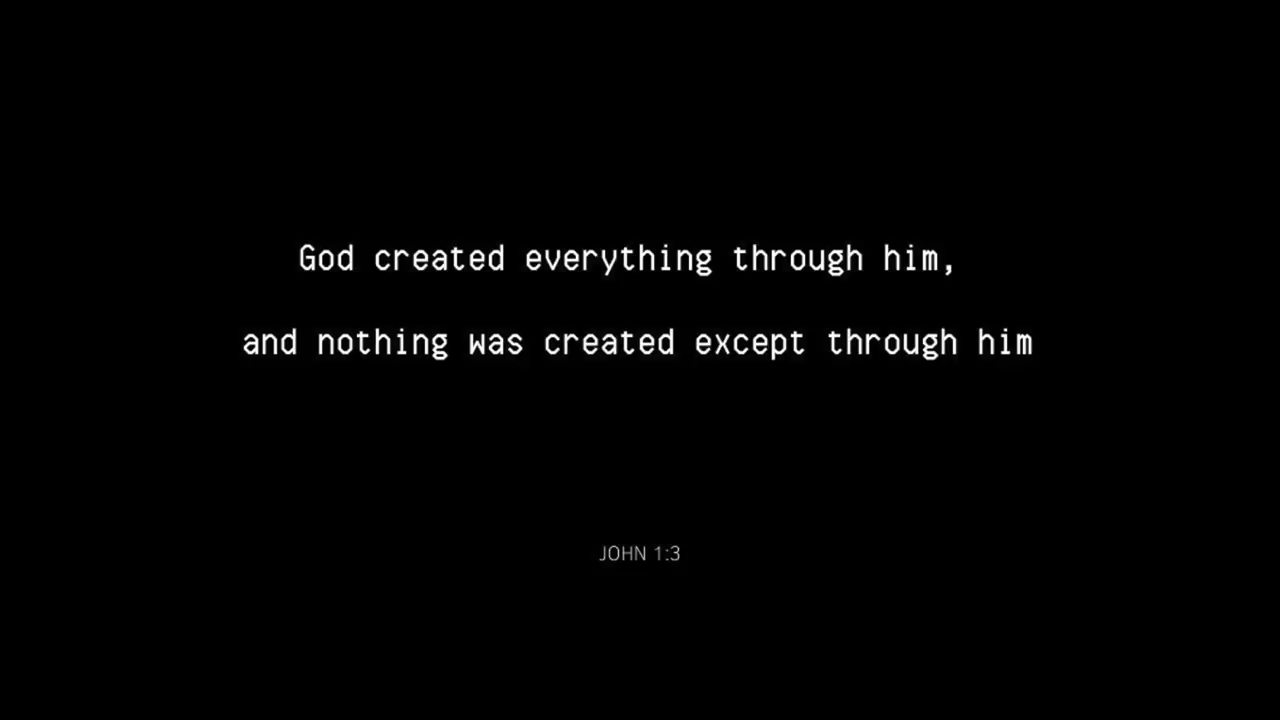 God created everything through him,
and nothing was created except through him
JOHN 1:3